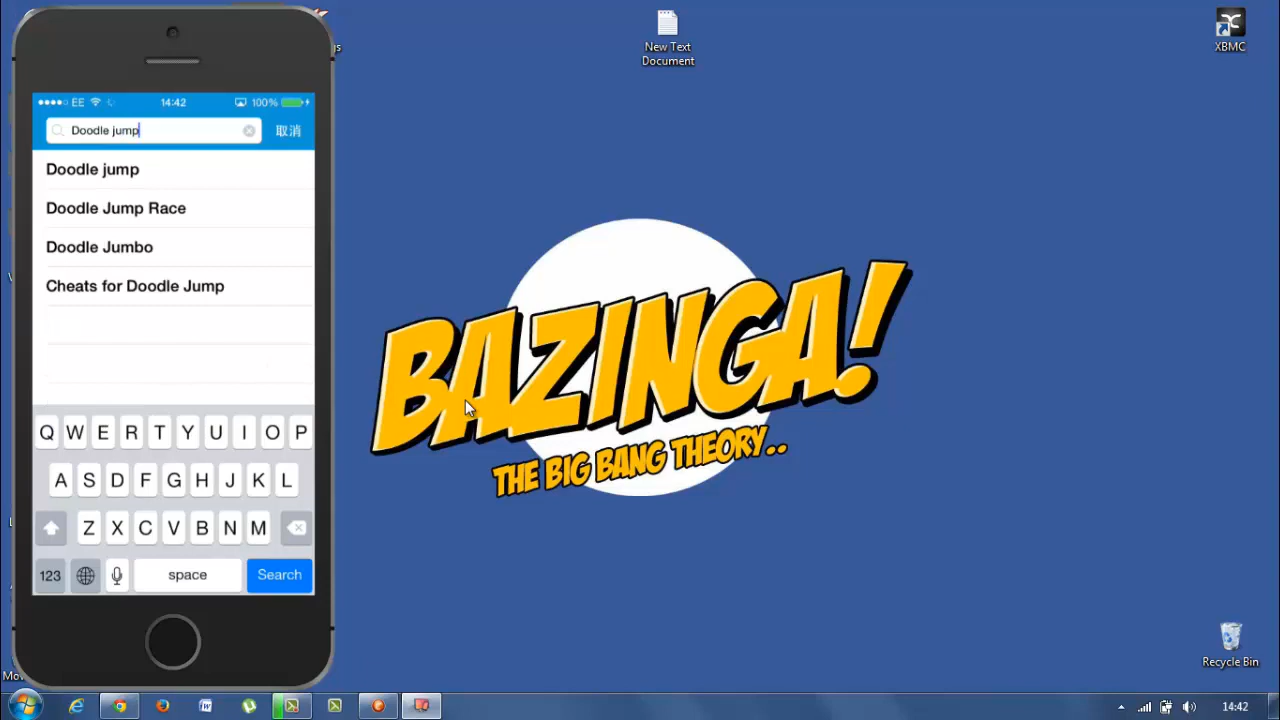 EE 14:42 100%
Doodle jump 取消
Doodle jump
Doodle Jump Race
Doodle Jumbo
Cheats for Doodle Jump
Q W E R T Y U I O P
A S D F G H J K L
Z X C V B N M
123 space Search
New Text
Document
XBMC
BAZINGA!
THE BIG BANG THEORY..
Recycle Bin
14:42